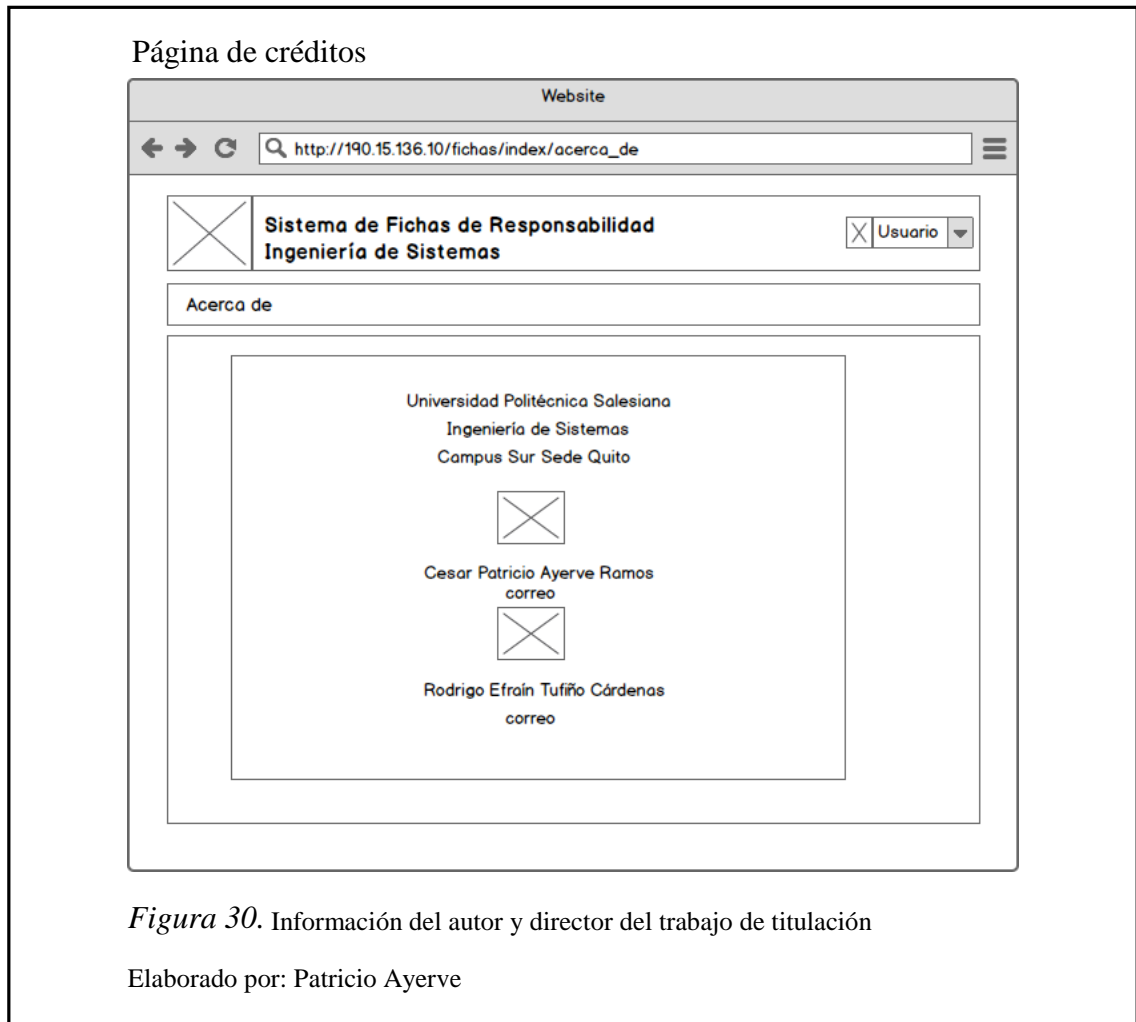 Página de créditos
Website
http://190.15.136.10/fichas/index/acerca_de
Sistema de Fichas de Responsabilidad
Ingeniería de Sistemas
Usuario
Acerca de
Universidad Politécnica Salesiana
Ingeniería de Sistemas
Campus Sur Sede Quito
Cesar Patricio Ayerve Ramos
correo
Rodrigo Efraín Tufiño Cárdenas
correo
Figura 30. Información del autor y director del trabajo de titulación
Elaborado por: Patricio Ayerve